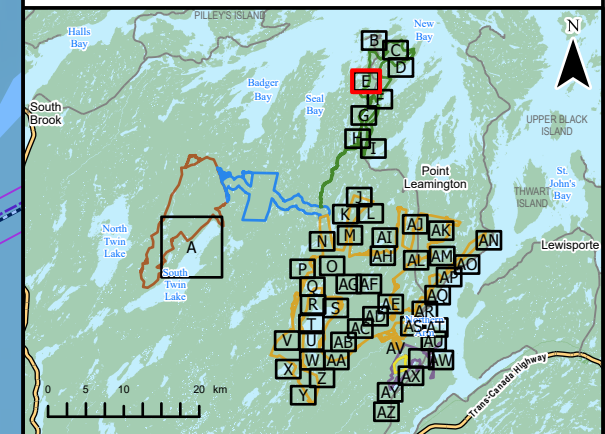 PILLEY'S ISLAND
Halls
Bay
New
Bay
N
B
C
D
Badger
Bay
E
Seal
Bay
F
South
Brook
G
H
I
UPPER BLACK
ISLAND
Point
Leamington
St.
John's
Bay
THWART
ISLAND
J
K
L
AJ
AK
North
Twin
Lake
A
N
M
AI
AN
Lewisporte
AH
AL
AM
AO
P
O
South
Twin
Lake
Q
AG
AF
AP
AQ
R
S
AE
AR
AD
T
AC
AS
AT
V
U
AB
AU
AV
W
AA
AW
X
Z
AX
Y
AY
AZ
0 5 10 20 km
Trans-Canada Highway